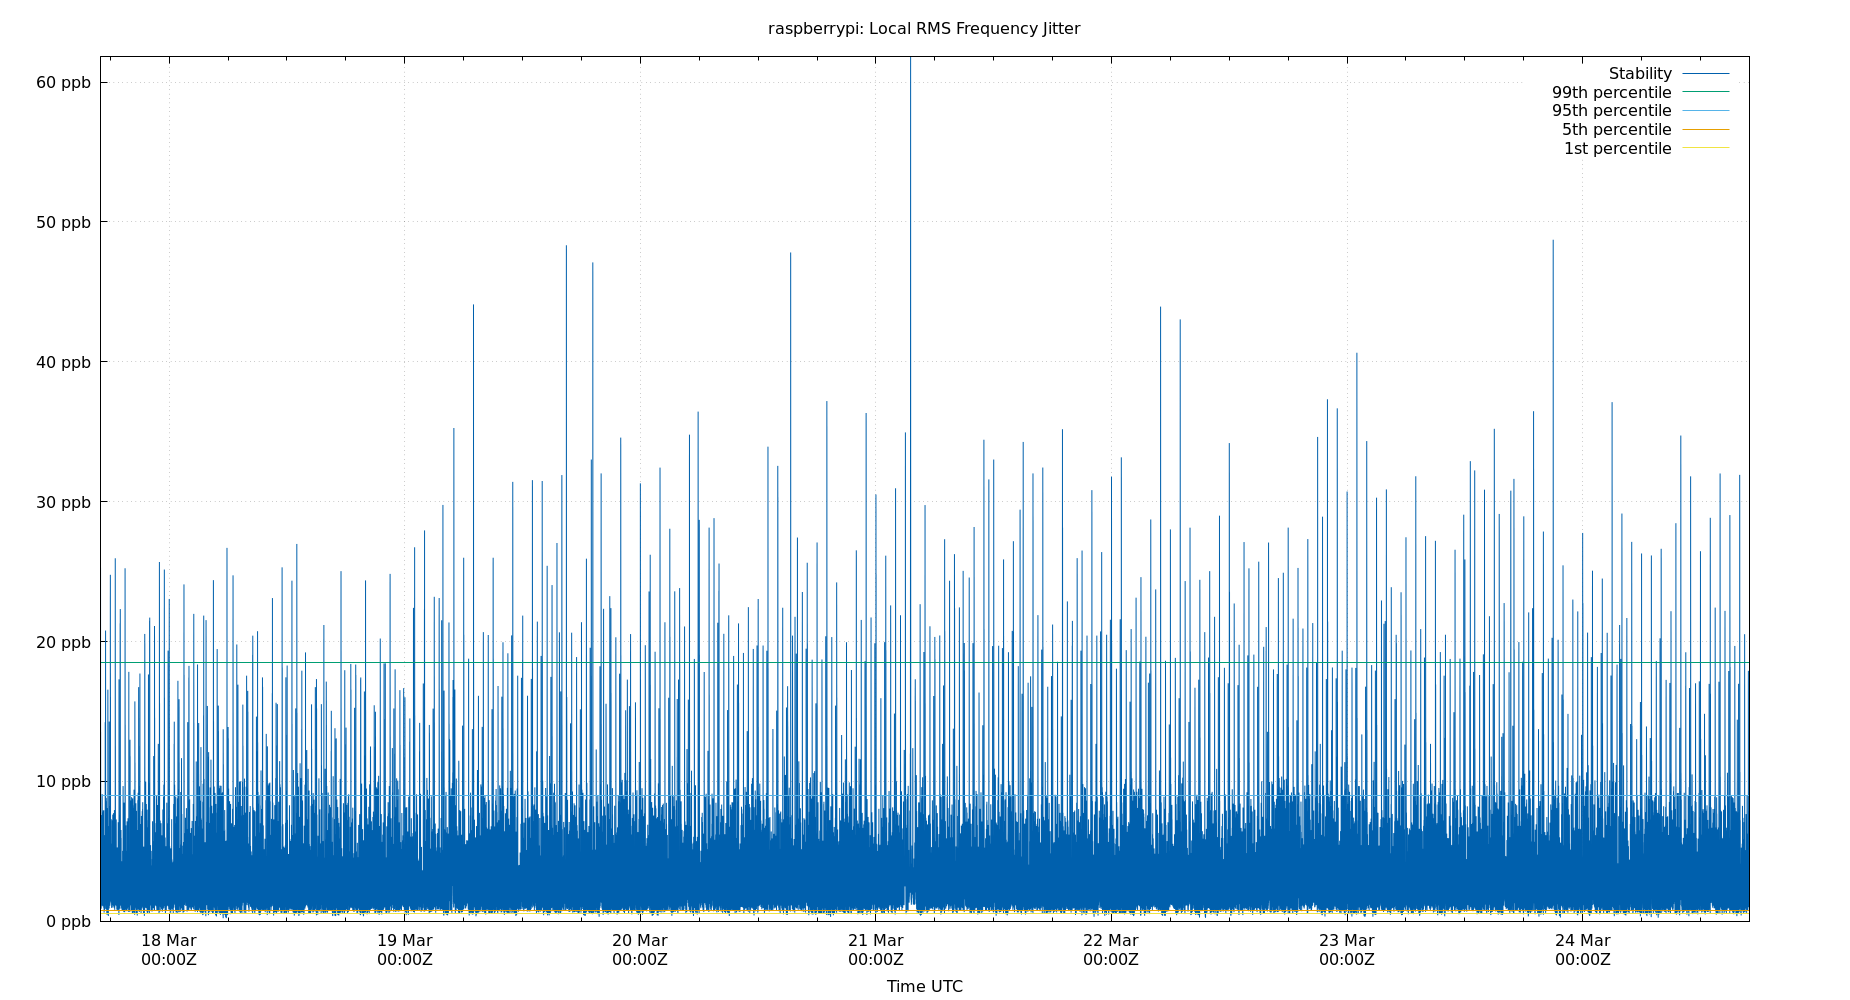 raspberrypi: Local RMS Frequency Jitter
60 ppb
50 ppb
40 ppb
30 ppb
20 ppb
10 ppb
0 ppb
Stability
99th percentile
95th percentile
5th percentile
1st percentile
18 Mar
00:00Z
19 Mar
00:00Z
20 Mar
00:00Z
21 Mar
00:00Z
22 Mar
00:00Z
23 Mar
00:00Z
24 Mar
00:00Z
Time UTC